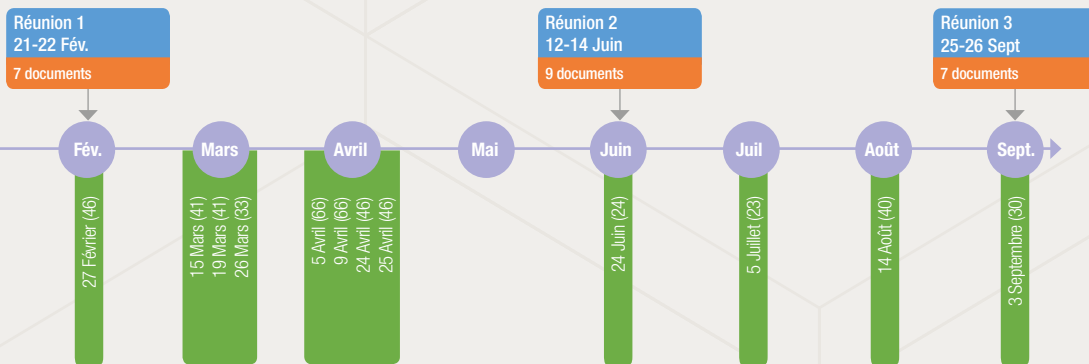 Réunion 1
21-22 Fév.
7 documents
Réunion 2
12-14 Juin
9 documents
Réunion 3
25-26 Sept
7 documents
Fév.
Mars
Avril
Mai
Juin
Juil
Août
Sept.
27 Février (46)
15 Mars (41)
19 Mars (41)
26 Mars (33)
5 Avril (66)
9 Avril (66)
24 Avril (46)
25 Avril (46)
24 Juin (24)
5 Juillet (23)
14 Août (40)
3 Septembre (30)